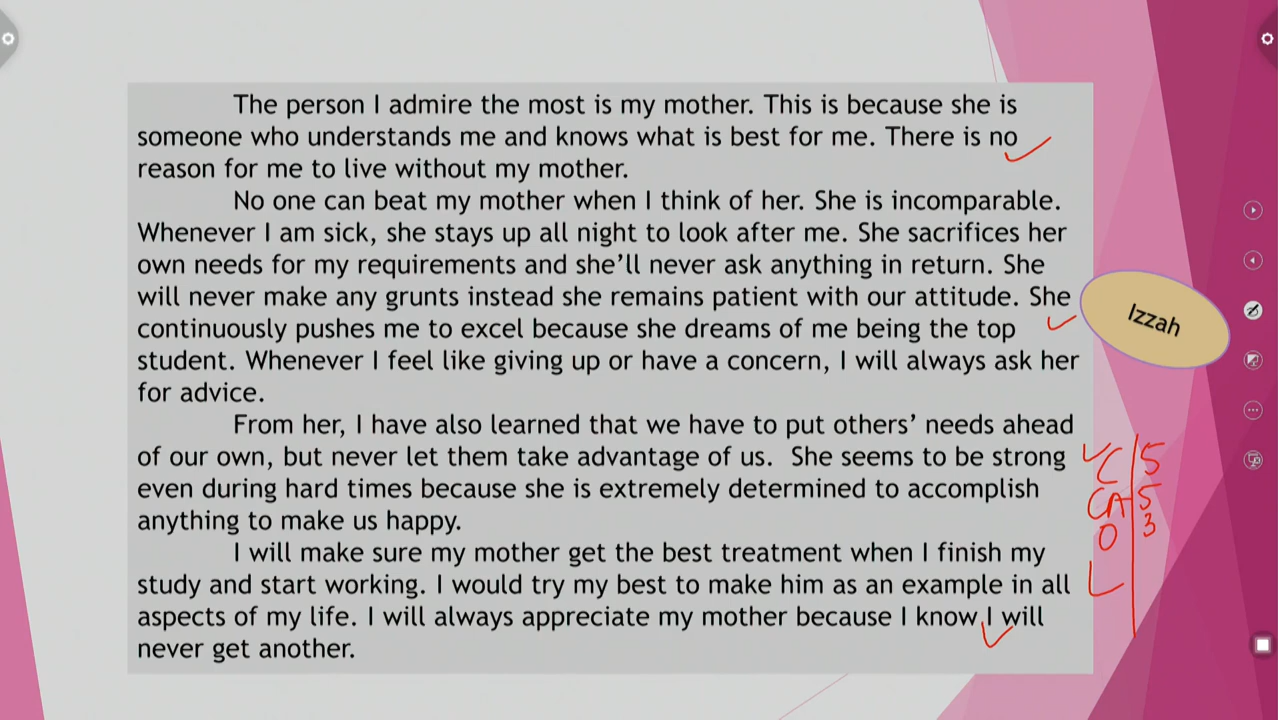 The person I admire the most is my mother. This is because she is
someone who understands me and knows what is best for me. There is no
reason for me to live without my mother.
No one can beat my mother when I think of her. She is incomparable.
Whenever I am sick, she stays up all night to look after me. She sacrifices her
own needs for my requirements and she’ll never ask anything in return. She
will never make any grunts instead she remains patient with our attitude. She
continuously pushes me to excel because she dreams of me being the top
student. Whenever I feel like giving up or have a concern, I will always ask her
for advice.
From her, I have also learned that we have to put others’ needs ahead
of our own, but never let them take advantage of us. She seems to be strong
even during hard times because she is extremely determined to accomplish
anything to make us happy.
I will make sure my mother get the best treatment when I finish my
study and start working. I would try my best to make him as an example in all
aspects of my life. I will always appreciate my mother because I know I will
never get another.
Izzah
C 5
CA 5
O 3
L